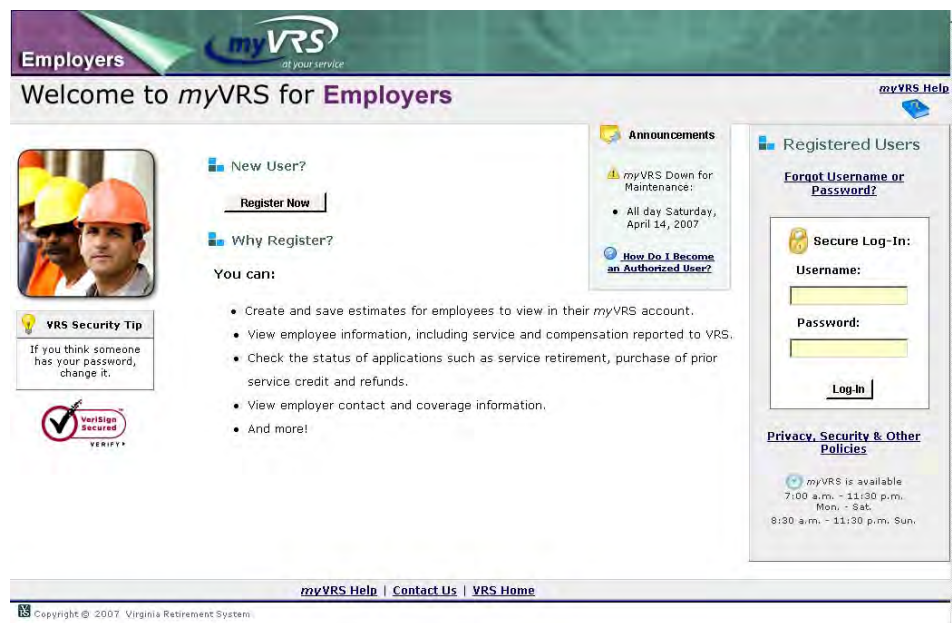 Employers
myVRS
at your service
Welcome to myVRS for Employers
myVRS Help
New User?
Register Now
Why Register?
You can:
• Create and save estimates for employees to view in their myVRS account.
• View employee information, including service and compensation reported to VRS.
• Check the status of applications such as service retirement, purchase of prior
service credit and refunds.
• View employer contact and coverage information.
• And more!
VRS Security Tip
If you think someone
has your password,
change it.
VeriSign
Secured
VERIFY
Announcements
myVRS Down for
Maintenance:
• All day Saturday,
April 14, 2007
How Do I Become
an Authorized User?
Registered Users
Forgot Username or
Password?
Secure Log-In:
Username:
Password:
Log-In
Privacy, Security & Other
Policies
myVRS is available
7:00 a.m. - 11:30 p.m.
Mon. - Sat.
8:30 a.m. - 11:30 p.m. Sun.
myVRS Help | Contact Us | VRS Home
Copyright © 2007 Virginia Retirement System